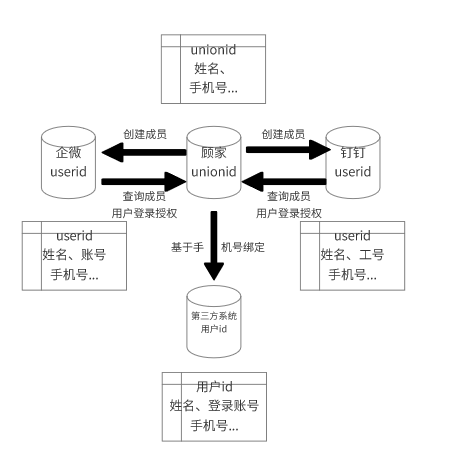 unionid
姓名、
手机号...
创建成员
创建成员
企微
userid
顾家
unionid
钉钉
userid
查询成员
用户登录授权
查询成员
用户登录授权
userid
姓名、账号
手机号...
userid
姓名、工号
手机号...
基于手 机号绑定
第三方系统
用户id
用户id
姓名、登录账号
手机号...